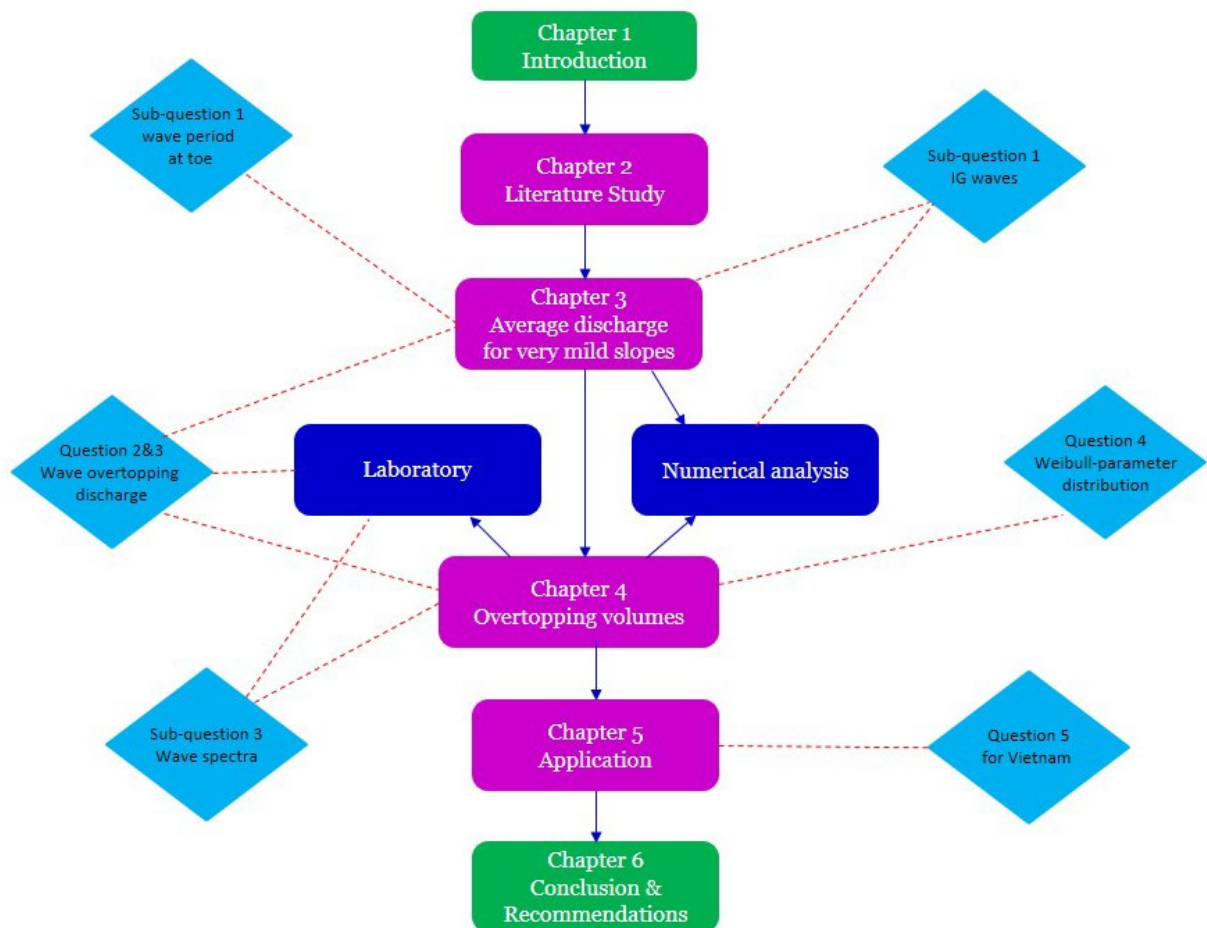 Chapter 1
Introduction
Sub-question 1
wave period
at toe
Chapter 2
Literature Study
Sub-question 1
IG waves
Chapter 3
Average discharge
for very mild slopes
Question 2&3
Wave overtopping
discharge
Laboratory
Numerical analysis
Question 4
Weibull-parameter
distribution
Chapter 4
Overtopping volumes
Sub-question 3
Wave spectra
Chapter 5
Application
Question 5
for Vietnam
Chapter 6
Conclusion &
Recommendations